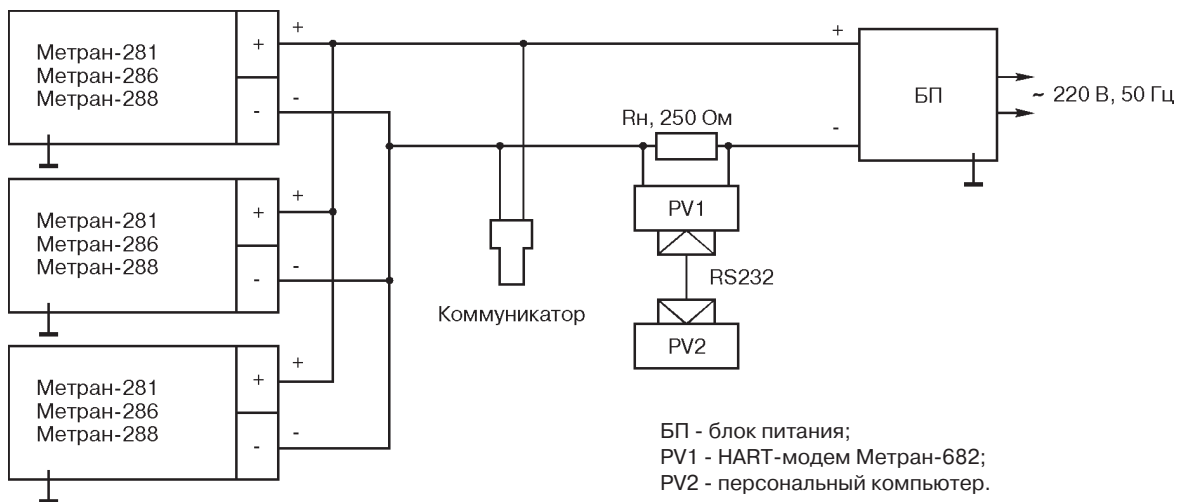 Метран-281
Метран-286
Метран-288
+
-
+
-
+
-
БП
~ 220 В, 50 Гц
Rн, 250 Ом
PV1
RS232
PV2
Коммуникатор
Метран-281
Метран-286
Метран-288
+
-
+
-
Метран-281
Метран-286
Метран-288
+
-
+
-
БП - блок питания;
PV1 - HART-модем Метран-682;
PV2 - персональный компьютер.